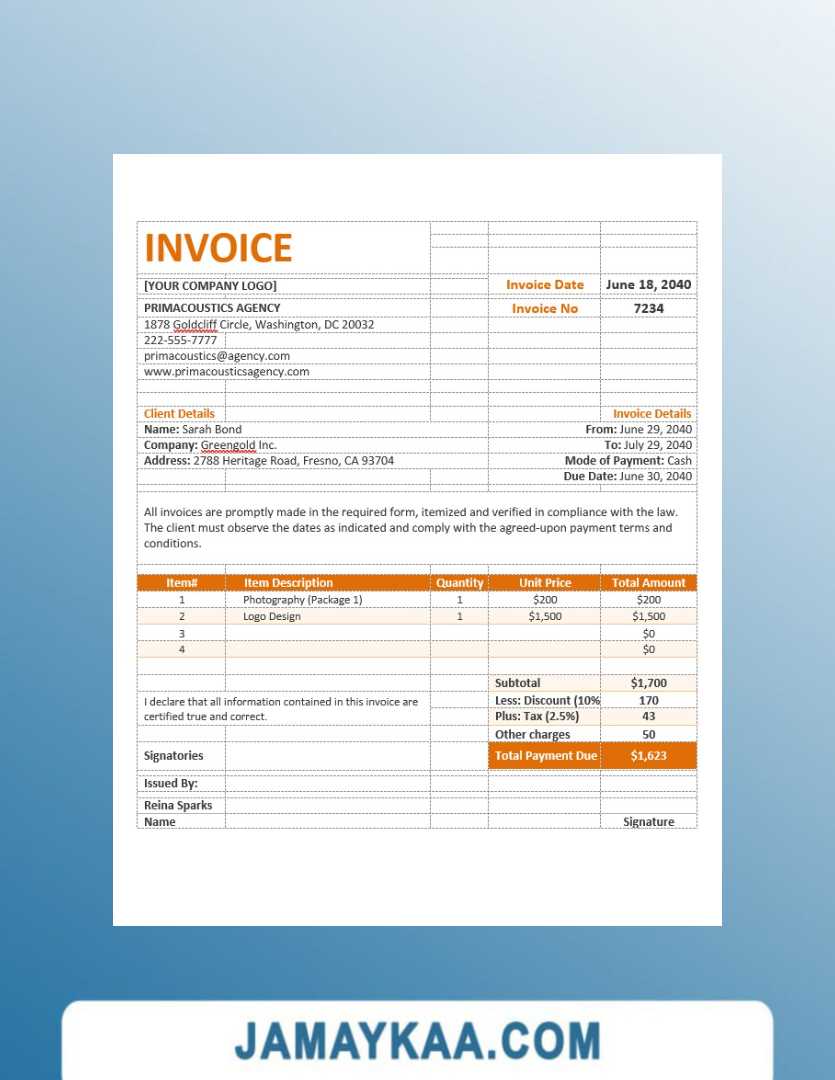 INVOICE
[YOUR COMPANY LOGO] Invoice Date June 18, 2040
PRIMACOUSTICS AGENCY Invoice No 7234
1878 Goldcliff Circle, Washington, DC 20032
222-555-7777
primacoustics@agency.com
www.primacousticsagency.com
Client Details Invoice Details
Name: Sarah Bond From: June 29, 2040
Company: Greengold Inc. To: July 29, 2040
Address: 2788 Heritage Road, Fresno, CA 93704 Mode of Payment: Cash
Due Date: June 30, 2040
All invoices are promptly made in the required form, itemized and verified in compliance with the law.
The client must observe the dates as indicated and comply with the agreed-upon payment terms and
conditions.
Item# Item Description Quantity Unit Price Total Amount
1 Photography (Package 1) 1 $200 $200
2 Logo Design 1 $1,500 $1,500
3 $0
4 $0
Subtotal $1,700
I declare that all information contained in this invoice are Less: Discount (10% 170
certified true and correct. Plus: Tax (2.5%) 43
Other charges 50
Signatories Total Payment Due $1,623
Issued By:
Reina Sparks
Name Signature
JAMAYKAA.COM